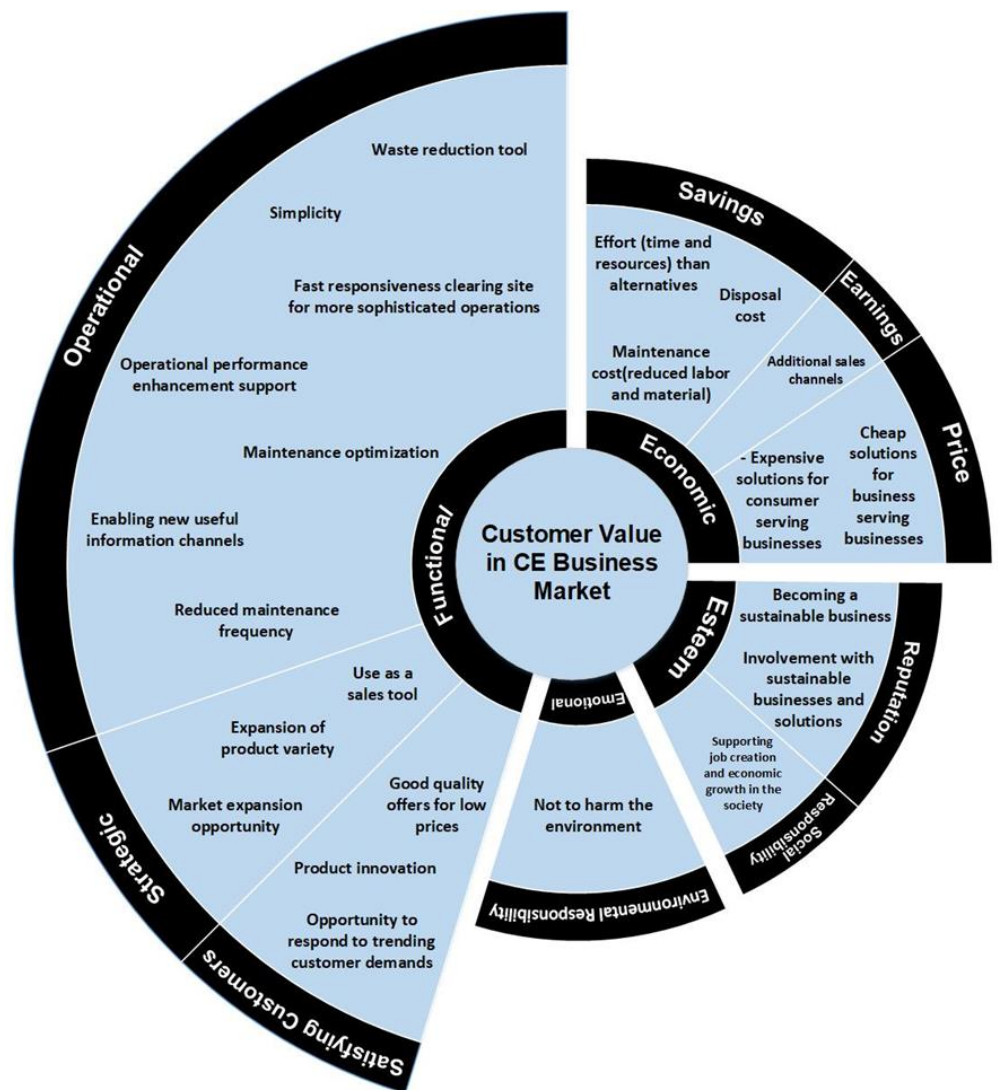 Customer Value
in CE Business
Market
Functional
Operational
Waste reduction tool
Simplicity
Fast responsiveness clearing site
for more sophisticated operations
Operational performance
enhancement support
Maintenance optimization
Enabling new useful
information channels
Reduced maintenance
frequency
Strategic
Use as a
sales tool
Expansion of
product variety
Market expansion
opportunity
Satisfying Customers
Good quality
offers for low
prices
Product innovation
Opportunity to
respond to trending
customer demands
Economic
Savings
Effort (time and
resources) than
alternatives
Disposal
cost
Maintenance
cost(reduced labor
and material)
Earnings
Additional sales
channels
Price
- Expensive
solutions for
consumer
serving
businesses
Cheap
solutions
for
business
serving
businesses
Esteem
Reputation
Becoming a
sustainable business
Involvement with
sustainable
businesses and
solutions
Social
Responsibility
Supporting
job creation
and economic
growth in the
society
Emotional
Environmental Responsibility
Not to harm the
environment